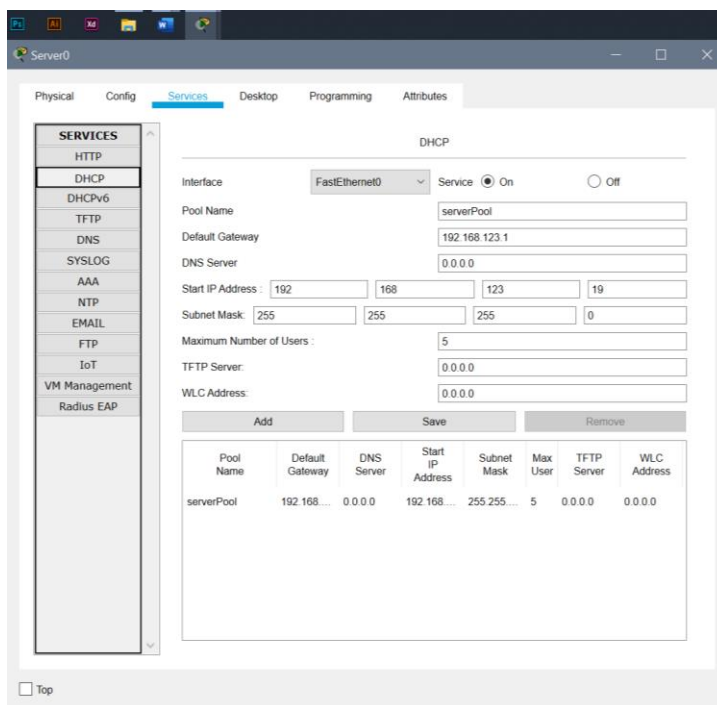 Ps Ai Xd W
Server0
Physical Config Services Desktop Programming Attributes
SERVICES
HTTP
DHCP
DHCPv6
TFTP
DNS
SYSLOG
AAA
NTP
EMAIL
FTP
IoT
VM Management
Radius EAP
DHCP
Interface FastEthernet0 Service On Off
Pool Name serverPool
Default Gateway 192.168.123.1
DNS Server 0.0.0.0
Start IP Address : 192 168 123 19
Subnet Mask: 255 255 255 0
Maximum Number of Users : 5
TFTP Server: 0.0.0.0
WLC Address: 0.0.0.0
Add Save Remove
Pool Name Default Gateway DNS Server Start IP Address Subnet Mask Max User TFTP Server WLC Address
serverPool 192.168.... 0.0.0.0 192.168.... 255.255.... 5 0.0.0.0 0.0.0.0
Top